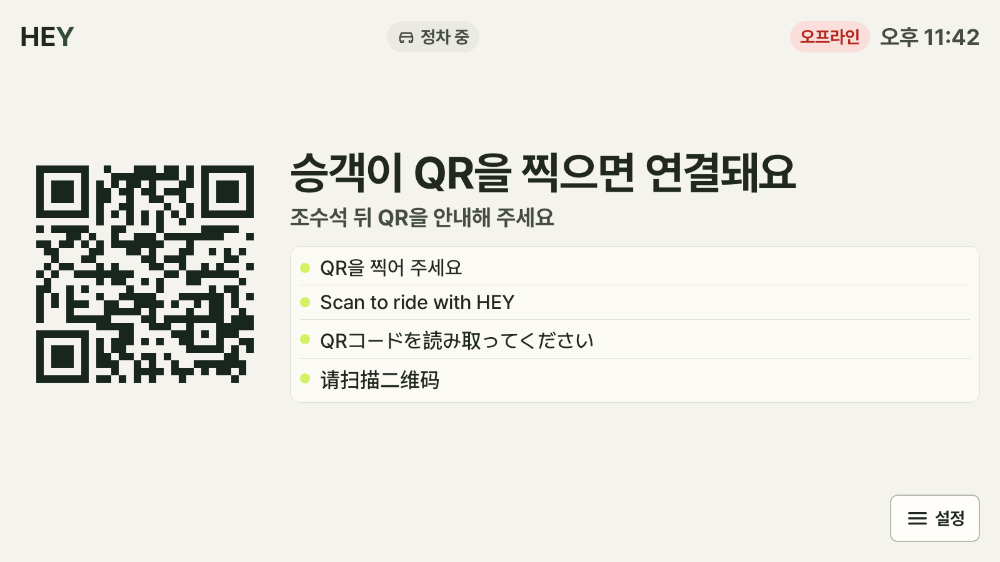 HEY
정차 중
오프라인
오후 11:42
승객이 QR을 찍으면 연결돼요
조수석 뒤 QR을 안내해 주세요
QR을 찍어 주세요
Scan to ride with HEY
QRコードを読み取ってください
请扫描二维码
설정